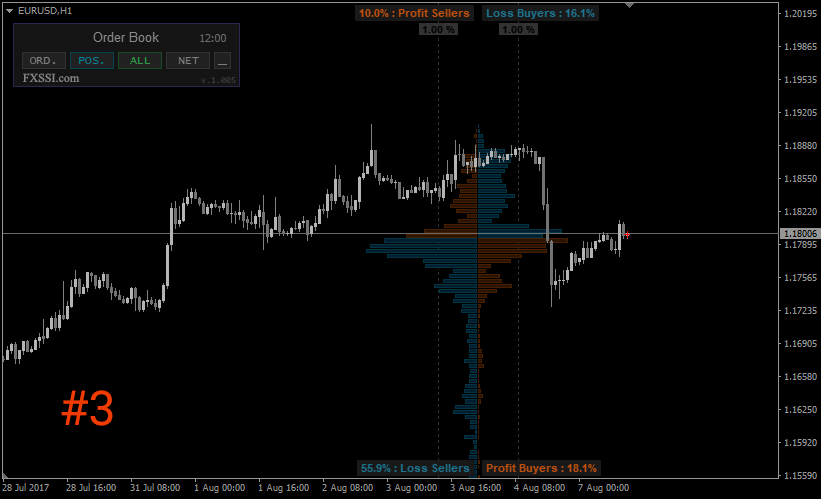 EURUSD,H1
10.0% : Profit Sellers Loss Buyers : 16.1%
1.00 % 1.00 %
Order Book 12:00
ORD. POS. ALL NET _
FXSSI.com v.1.005
1.20195
1.19865
1.19535
1.19205
1.18880
1.18550
1.18220
1.18006
1.17895
1.17565
1.17235
1.16905
1.16580
1.16250
1.15920
1.15590
#3
55.9% : Loss Sellers Profit Buyers : 18.1%
28 Jul 2017 28 Jul 16:00 31 Jul 08:00 1 Aug 00:00 1 Aug 16:00 2 Aug 08:00 3 Aug 00:00 3 Aug 16:00 4 Aug 08:00 7 Aug 00:00